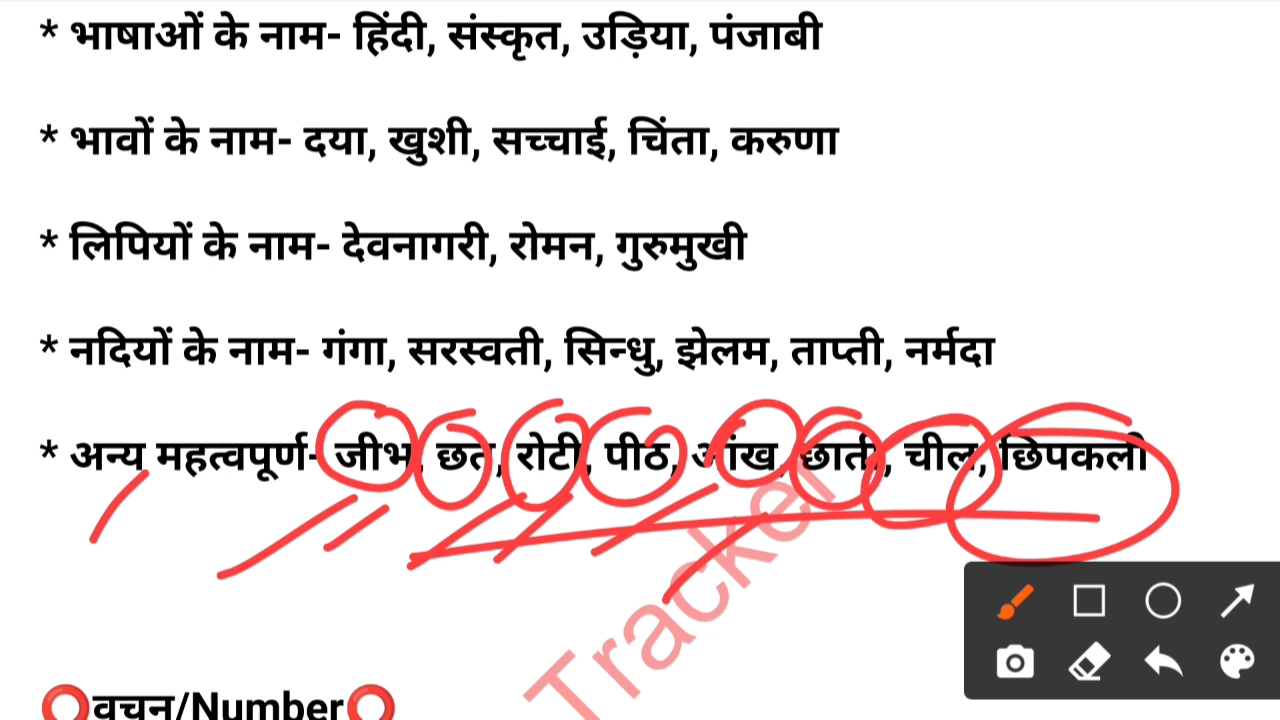 * भाषाओं के नाम- हिंदी, संस्कृत, उड़िया, पंजाबी
* भावों के नाम- दया, खुशी, सच्चाई, चिंता, करुणा
* लिपियों के नाम- देवनागरी, रोमन, गुरुमुखी
* नदियों के नाम- गंगा, सरस्वती, सिन्धु, झेलम, ताप्ती, नर्मदा
* अन्य महत्वपूर्ण- जीभ, छत, रोटी, पीठ, आंख, छाती, चील, छिपकली
Tracker
⭕वचन/Number⭕